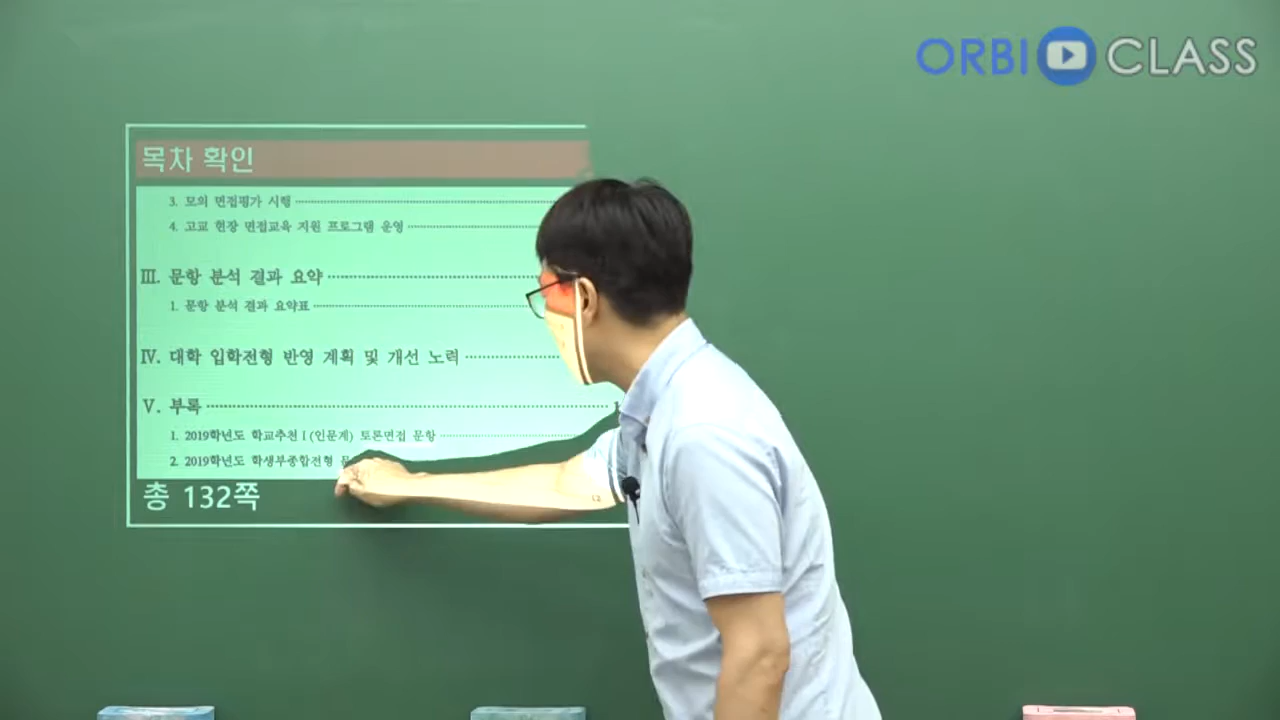 ORBI CLASS
목차 확인
3. 모의 면접평가 시행
4. 고교 현장 면접교육 지원 프로그램 운영
Ⅲ. 문항 분석 결과 요약
1. 문항 분석 결과 요약표
Ⅳ. 대학 입학전형 반영 계획 및 개선 노력
Ⅴ. 부록
1. 2019학년도 학교추천Ⅰ(인문계) 토론면접 문항
2. 2019학년도 학생부종합전형
총 132쪽